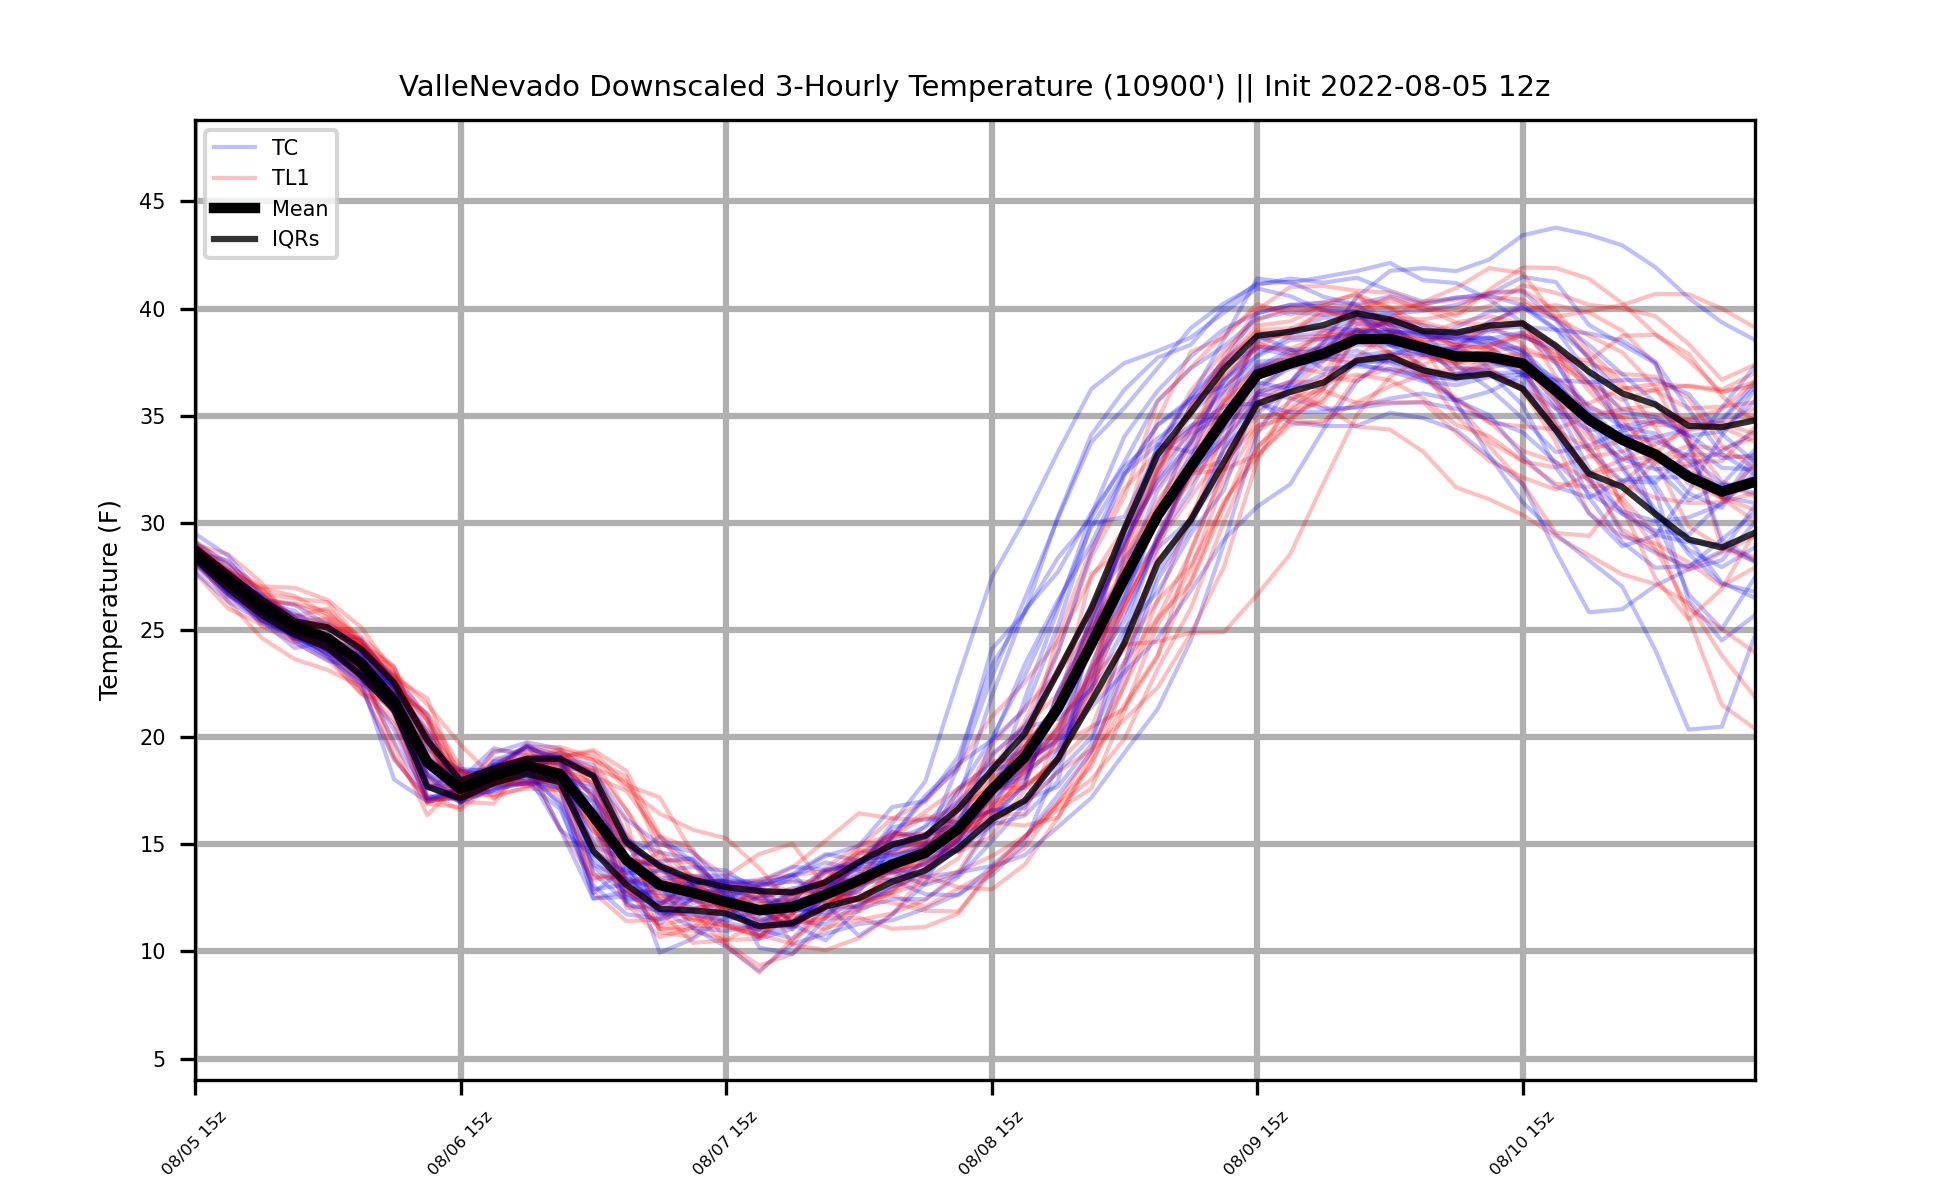 ValleNevado Downscaled 3-Hourly Temperature (10900') || Init 2022-08-05 12z
TC
TL1
Mean
IQRs
Temperature (F)
45
40
35
30
25
20
15
10
5
08/05 15z
08/06 15z
08/07 15z
08/08 15z
08/09 15z
08/10 15z